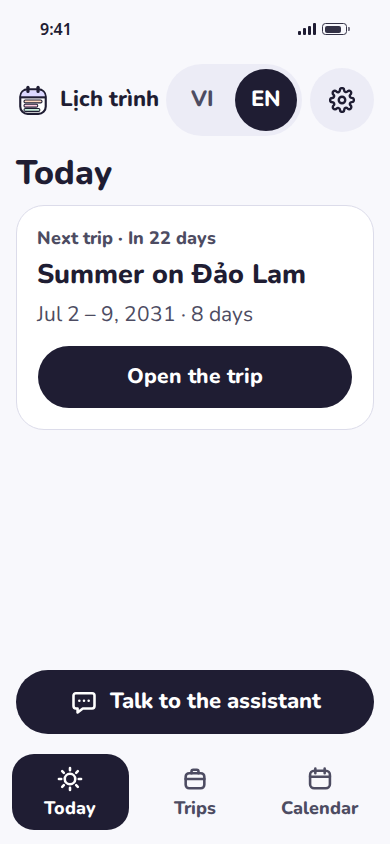 9:41
Lịch trình
VI
EN
Today
Next trip · In 22 days
Summer on Đảo Lam
Jul 2 – 9, 2031 · 8 days
Open the trip
Talk to the assistant
Today
Trips
Calendar